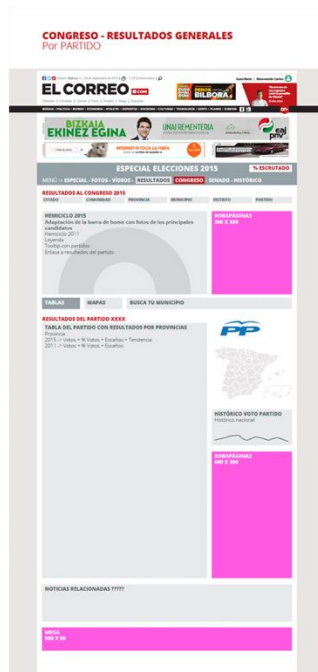 CONGRESO - RESULTADOS GENERALES
Por PARTIDO
EL CORREO
.COM
BILBORA
BIZKAIA
EKINEZ EGINA
UNAI REMENTERIA
eaj
pnv
ESPECIAL ELECCIONES 2015
% ESCRUTADO
MENÚ -> ESPECIAL - FOTOS - VÍDEOS - RESULTADOS CONGRESO - SENADO - HISTÓRICO
RESULTADOS AL CONGRESO 2015
ESTADO COMUNIDAD PROVINCIA MUNICIPIO DISTRITO PARTIDO
HEMICICLO 2015
Adaptación de la barra de home con fotos de los principales
candidatos
Hemiciclo 2011
Leyenda
Tooltip con partidos
Enlace a resultados del partido
ROBAPÁGINAS
300 X 300
TABLAS MAPAS BUSCA TU MUNICIPIO
RESULTADOS DEL PARTIDO XXXX
TABLA DEL PARTIDO CON RESULTADOS POR PROVINCIAS
Provincia
2015 -> Votos + % Votos + Escaños + Tendencia
2011 -> Votos + % Votos + Escaños
PP
HISTÓRICO VOTO PARTIDO
Histórico nacional
ROBAPÁGINAS
600 X 300
NOTICIAS RELACIONADAS ?????
MEGA
980 X 90